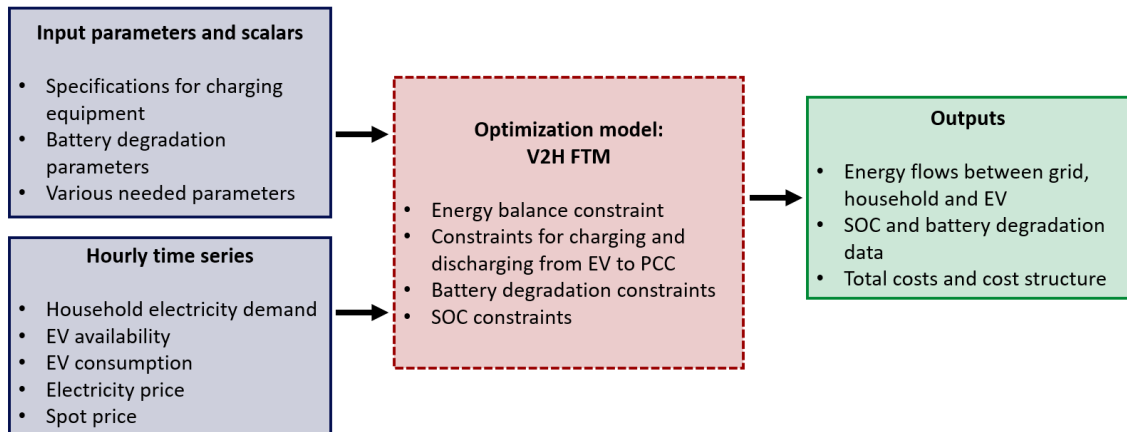 Input parameters and scalars
• Specifications for charging
equipment
• Battery degradation
parameters
• Various needed parameters
Hourly time series
• Household electricity demand
• EV availability
• EV consumption
• Electricity price
• Spot price
Optimization model:
V2H FTM
• Energy balance constraint
• Constraints for charging and
discharging from EV to PCC
• Battery degradation constraints
• SOC constraints
Outputs
• Energy flows between grid,
household and EV
• SOC and battery degradation
data
• Total costs and cost structure